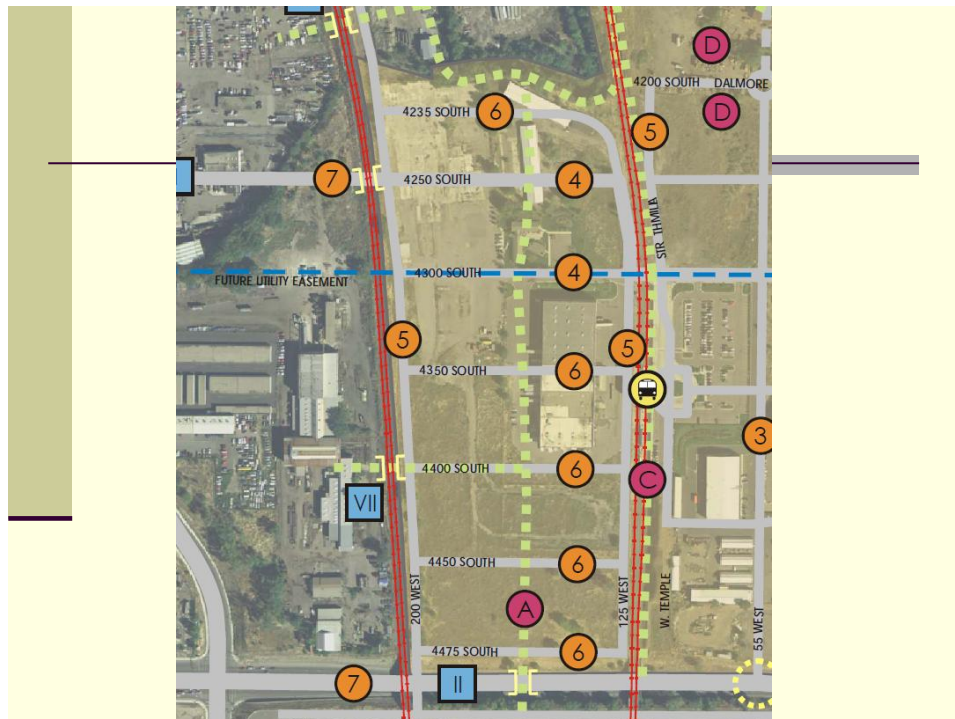 D
4200 SOUTH DALMORE
4235 SOUTH
6
D
5
7
4250 SOUTH
4
STR THMILA
4300 SOUTH
4
FUTURE UTILITY EASEMENT
5
5
4350 SOUTH
6
3
4400 SOUTH
6
C
VII
4450 SOUTH
6
200 WEST
125 WEST
W. TEMPLE
55 WEST
A
4475 SOUTH
6
7
II